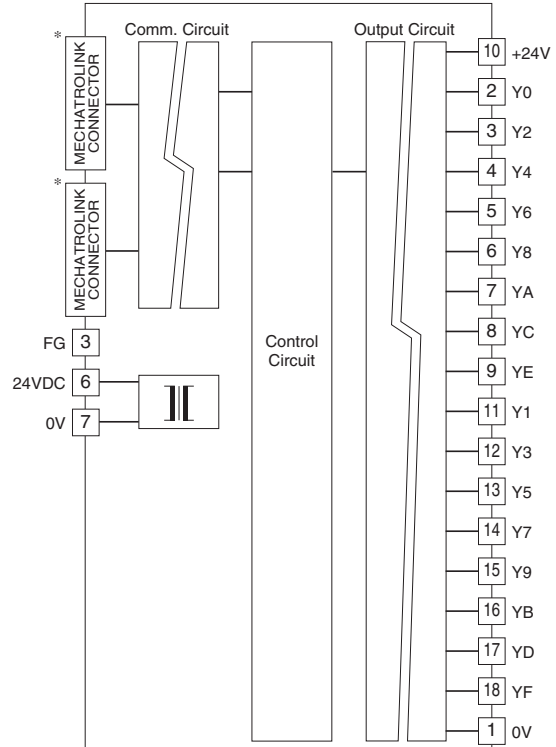 Comm. Circuit
Output Circuit
*
MECHATROLINK
CONNECTOR
*
MECHATROLINK
CONNECTOR
FG 3
24VDC 6
0V 7
Control
Circuit
10 +24V
2 Y0
3 Y2
4 Y4
5 Y6
6 Y8
7 YA
8 YC
9 YE
11 Y1
12 Y3
13 Y5
14 Y7
15 Y9
16 YB
17 YD
18 YF
1 0V